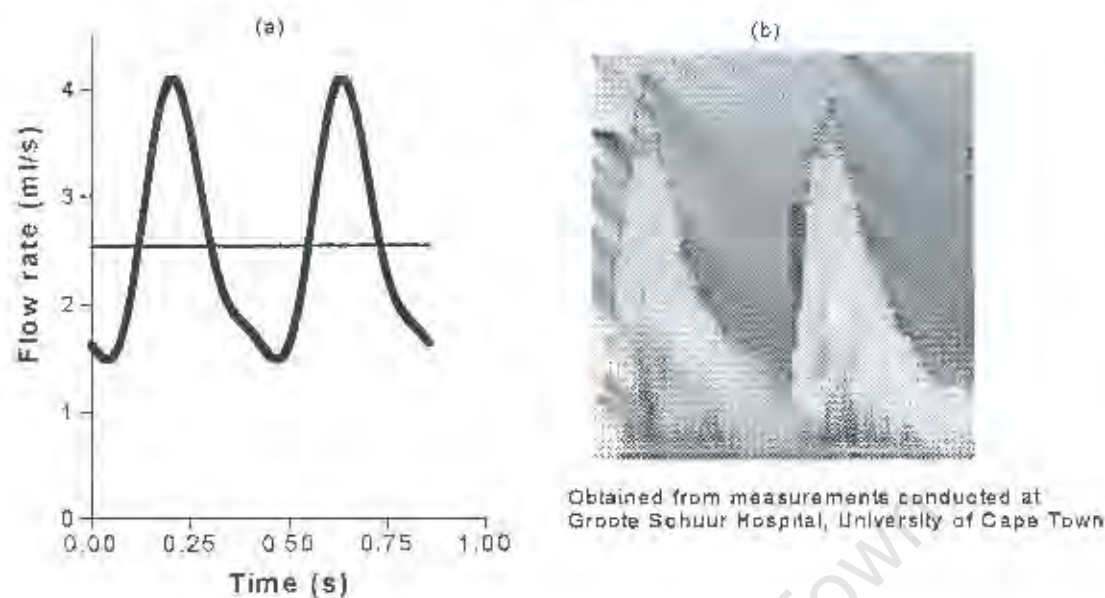 (a)
Flow rate (ml/s)
4
3
2
1
0
0.00 0.25 0.50 0.75 1.00
Time (s)
(b)
Obtained from measurements conducted at
Groote Schuur Hospital, University of Cape Town
Town